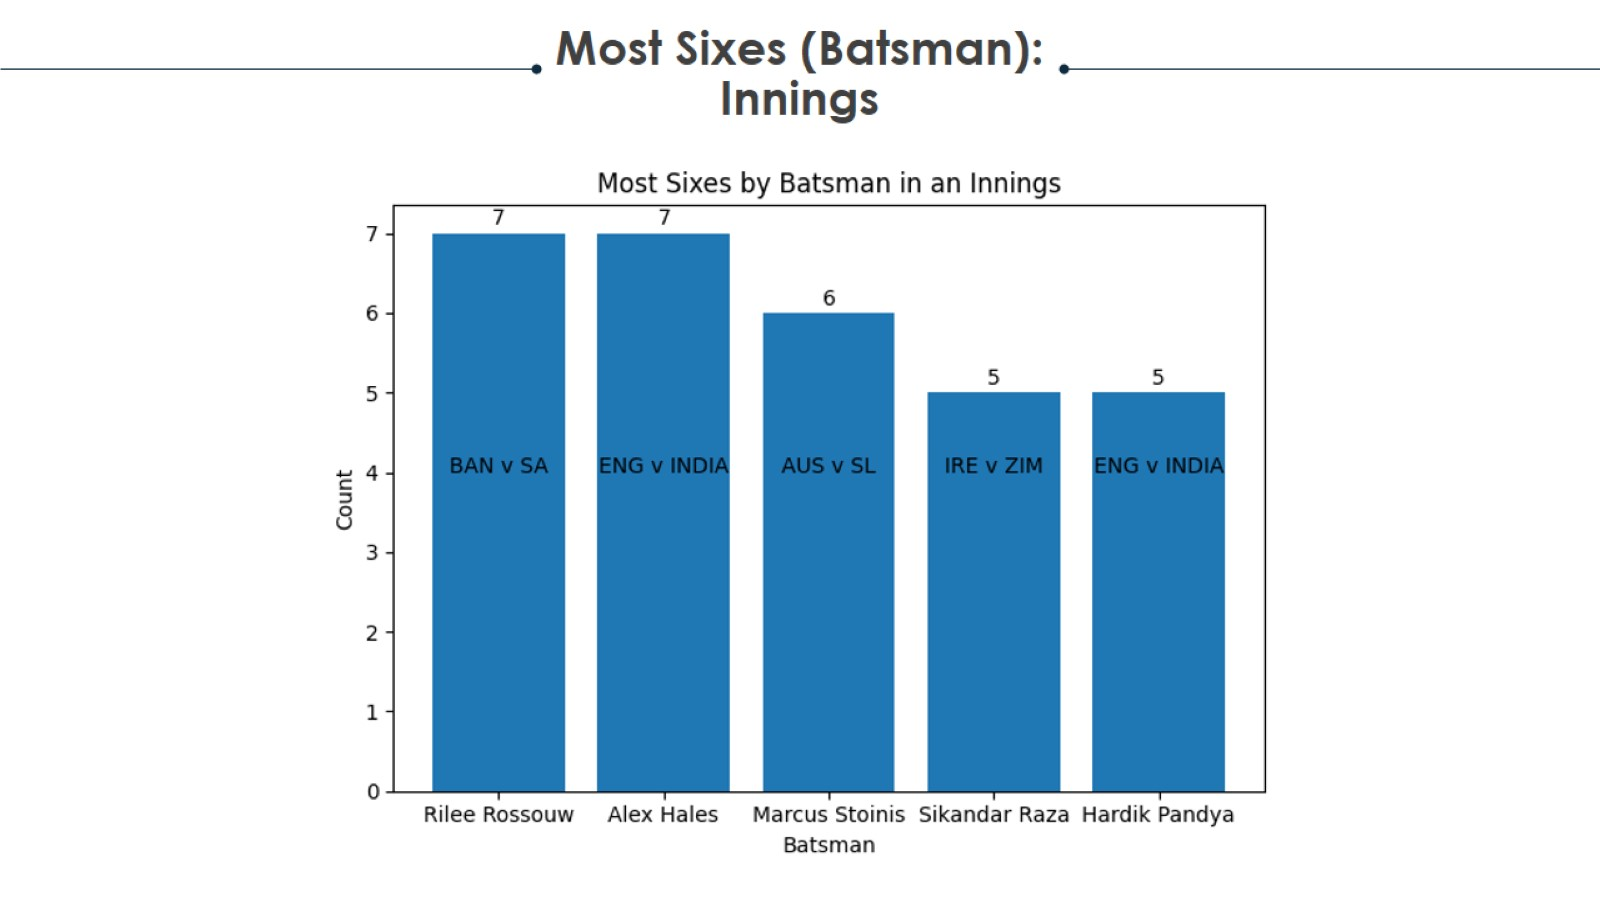 Most Sixes (Batsman):
Innings
Most Sixes by Batsman in an Innings
7 7
7
6
6
5 5
5
BAN v SA ENG v INDIA AUS v SL IRE v ZIM ENG v INDIA
4
Count
3
2
1
0
Rilee Rossouw Alex Hales Marcus Stoinis Sikandar Raza Hardik Pandya
Batsman